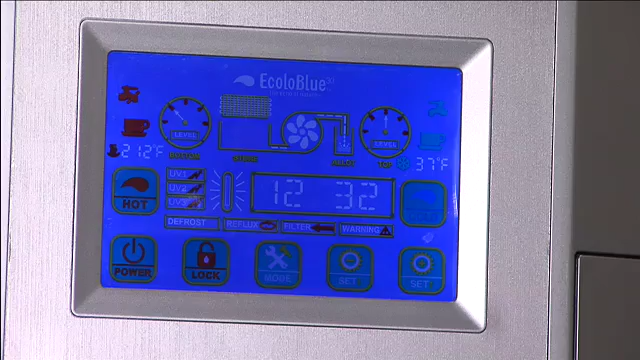 EcoloBlue
LEVEL
LEVEL
BOTTOM
212°F
37°F
UV1
UV2
UV3
HOT
12 32
DEFROST
REFLUX
FILTER
WARNING
POWER
LOCK
MODE
SET
SET